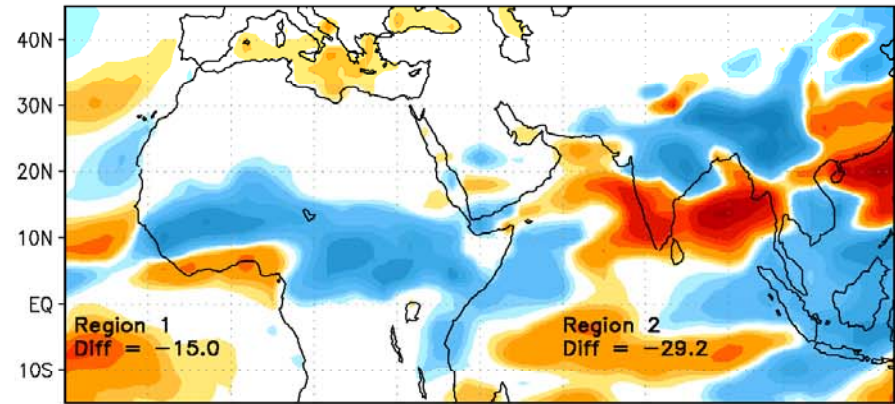 40N
30N
20N
10N
EQ
10S
Region 1
Diff = −15.0
Region 2
Diff = −29.2